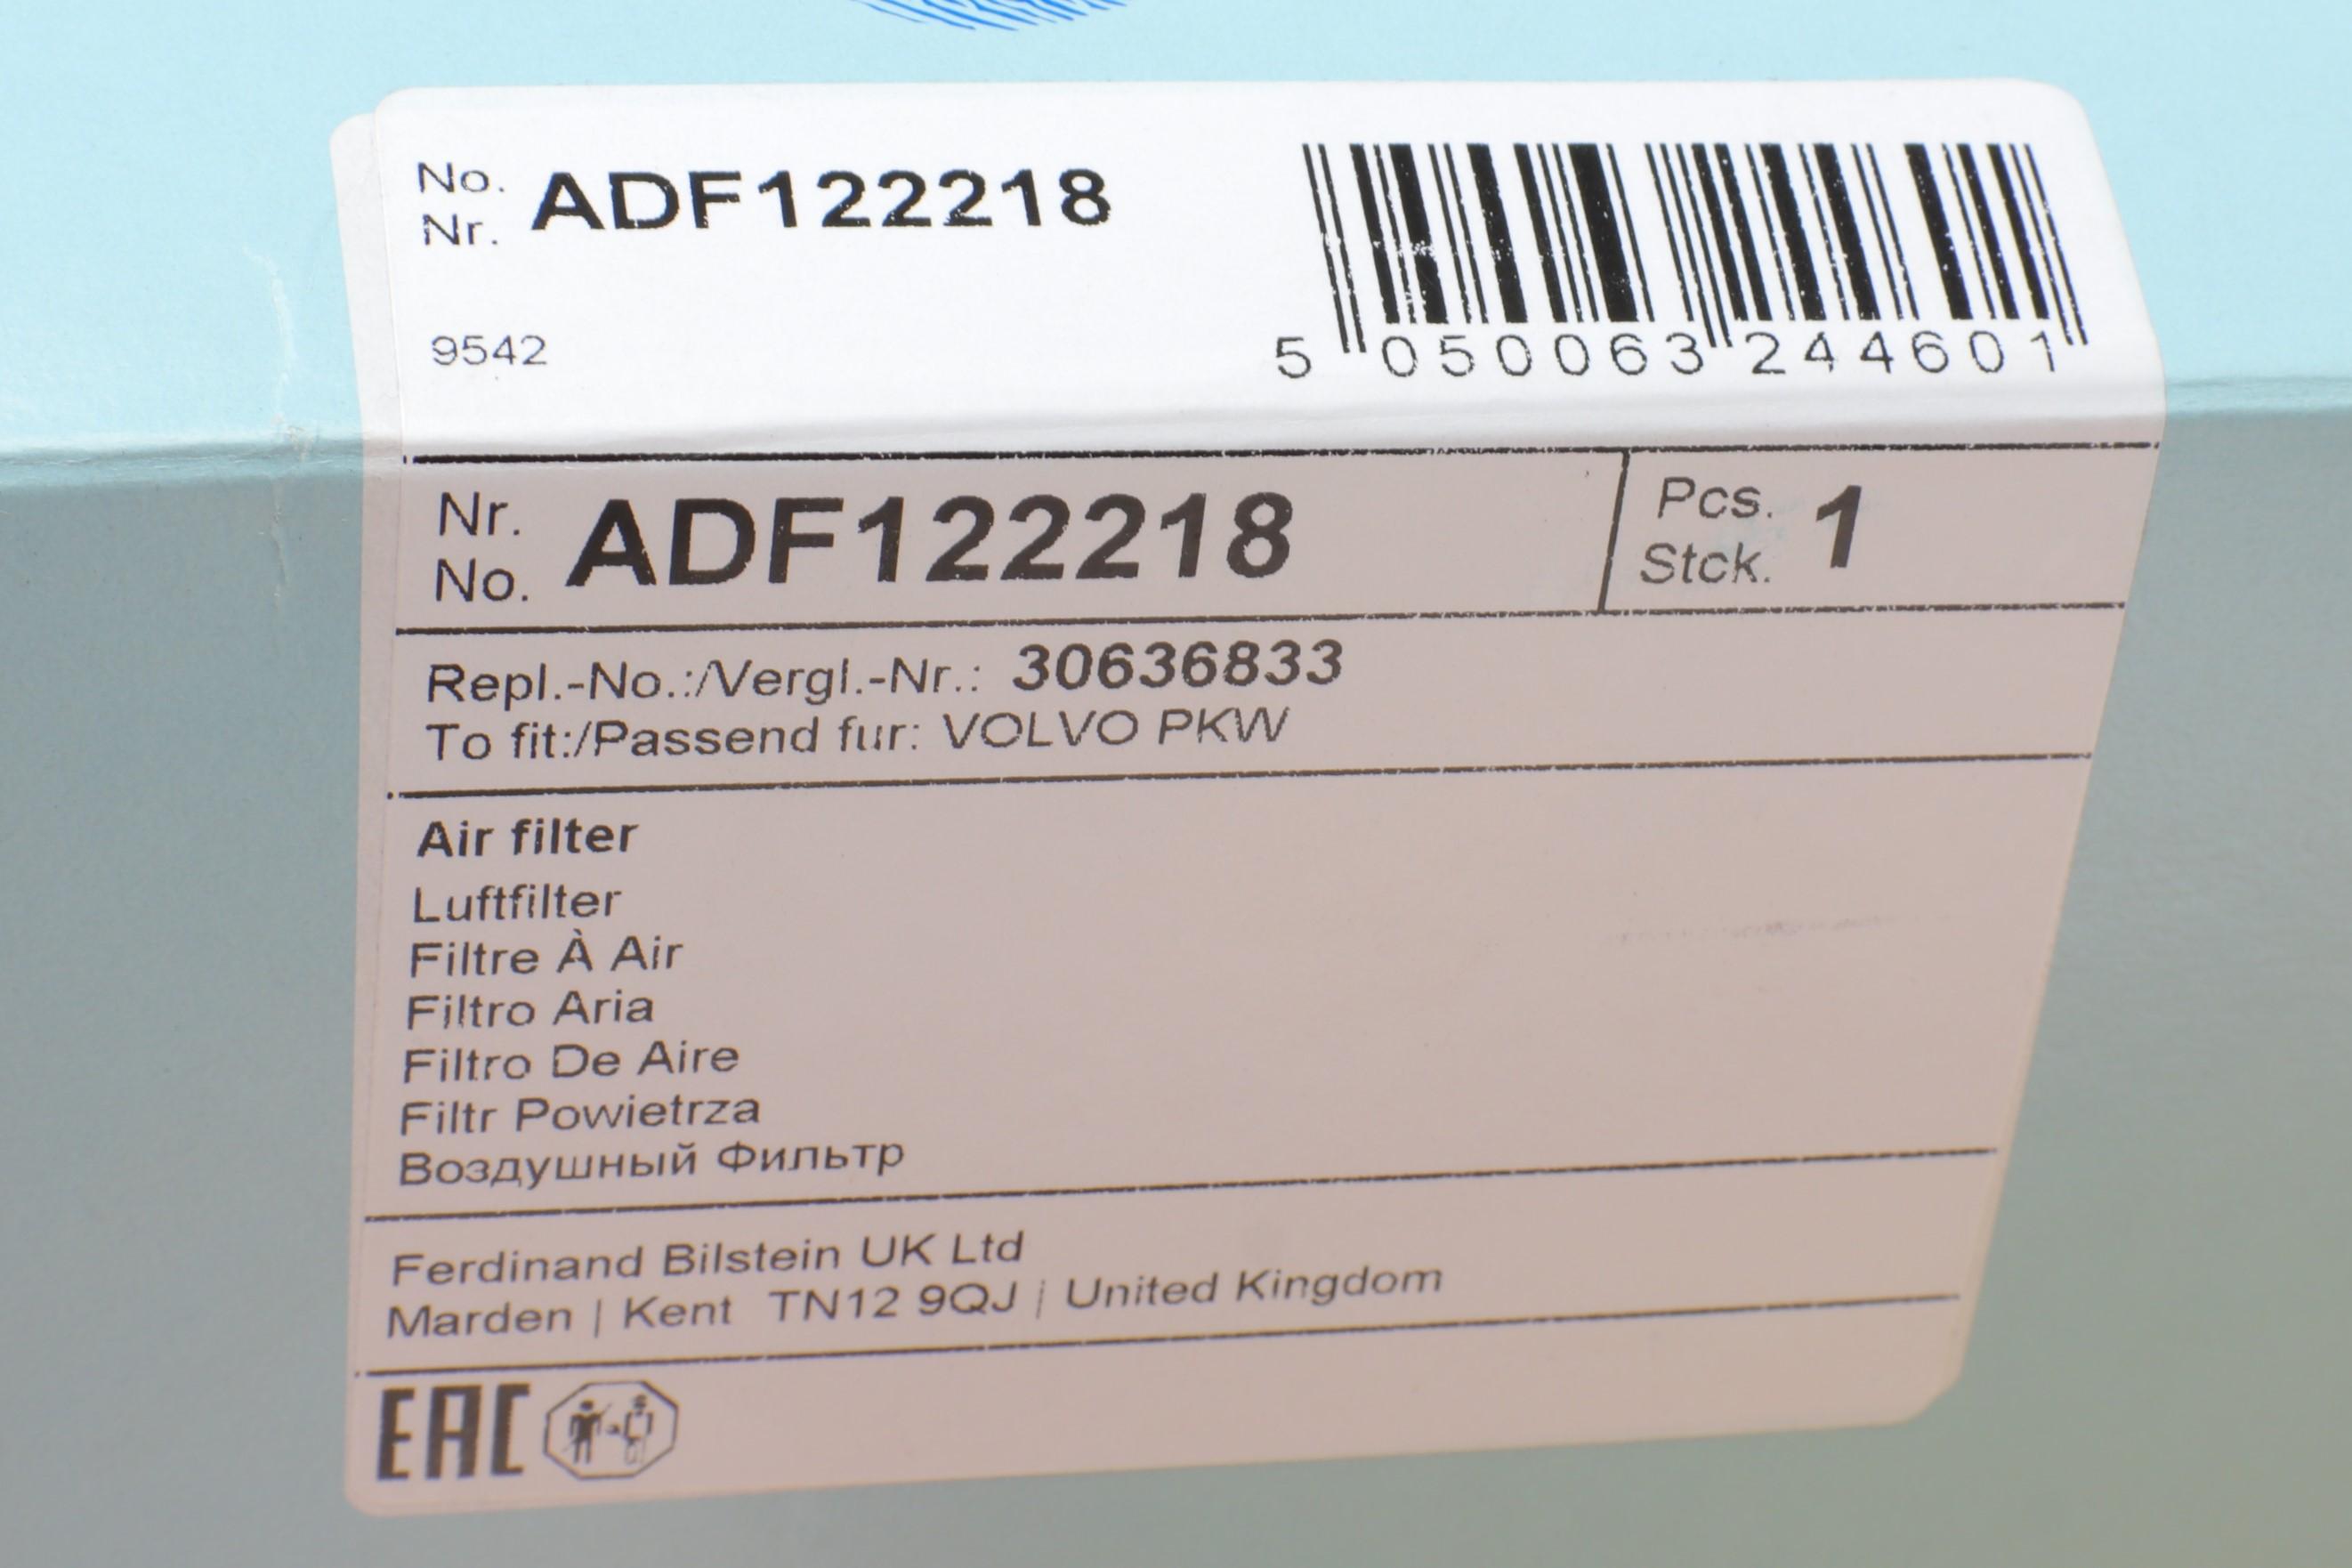 No.
Nr. ADF122218
9542
5 050063 244601
Nr.
No. ADF122218
Pcs.
Stck. 1
Repl.-No.:/Vergl.-Nr.: 30636833
To fit:/Passend fur: VOLVO PKW
Air filter
Luftfilter
Filtre À Air
Filtro Aria
Filtro De Aire
Filtr Powietrza
Воздушный Фильтр
Ferdinand Bilstein UK Ltd
Marden | Kent TN12 9QJ | United Kingdom
EAC